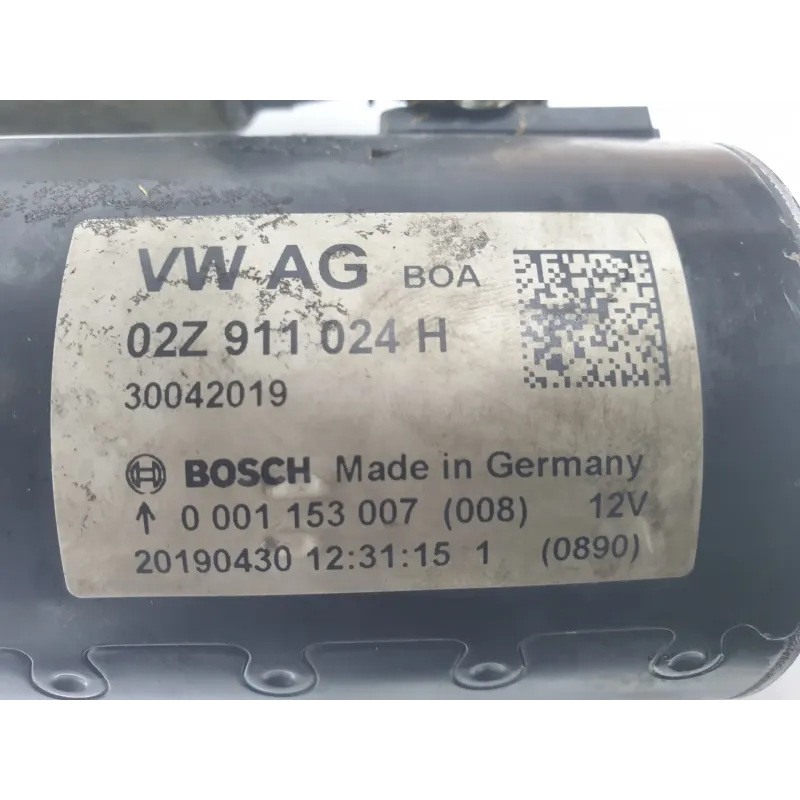 VW AG BOA
02Z 911 024 H
30042019
BOSCH Made in Germany
↑ 0 001 153 007 (008) 12V
20190430 12:31:15 1 (0890)